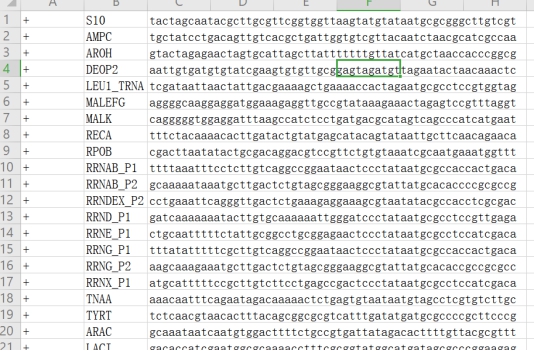 A B C D E F G H
1 + S10 tactagcaatacgcttgcgttcggtggttaagtatgtataatgcgcgggcttgtcgt
2 + AMPC tgctatcctgacagttgtcacgctgattggtgtcgttacaatctaacgcatcgccaa
3 + AROH gtactagagaactagtgcattagcttatttttttgttatcatgctaaccacccggcg
4 + DEOP2 aattgtgatgtgtatcgaagtgtgttgcggagtagatgttagaatactaacaaactc
5 + LEU1_TRNA tcgataattaactattgacgaaaagctgaaaaccactagaatgcgcctccgtggtag
6 + MALEFG aggggcaaggaggatggaaagaggttgccgtataaagaaactagagtccgtttaggt
7 + MALK cagggggtggaggatttaagccatctcctgatgacgcatagtcagcccatcatgaat
8 + RECA tttctacaaaacacttgatactgtatgagcatacagtataattgcttcaacagaaca
9 + RPOB cgacttaatatactgcgacaggacgtccgttctgtgtaaatcgcaatgaaatggttt
10 + RRNAB_P1 ttttaaatttcctcttgtcaggccggaataactccctataatgcgccaccactgaca
11 + RRNAB_P2 gcaaaaataaatgcttgactctgtagcgggaaggcgtattatgcacaccccgcgccg
12 + RRNDEX_P2 cctgaaattcagggttgactctgaaagaggaaagcgtaatatacgccacctcgcgac
13 + RRND_P1 gatcaaaaaaatacttgtgcaaaaaattgggatccctataatgcgcctccgttgaga
14 + RRNE_P1 ctgcaatttttctattgcggcctgcggagaactccctataatgcgcctccatcgaca
15 + RRNG_P1 tttatatttttcgcttgtcaggccggaataactccctataatgcgccaccactgaca
16 + RRNG_P2 aagcaaagaaatgcttgactctgtagcgggaaggcgtattatgcacaccgccgcgcc
17 + RRNX_P1 atgcatttttccgcttgtcttcctgagccgactccctataatgcgcctccatcgaca
18 + TNAA aaacaatttcagaatagacaaaaactctgagtgtaataatgtagcctcgtgtcttgc
19 + TYRT tctcaacgtaacactttacagcggcgcgtcatttgatatgatgcgccccgcttcccg
20 + ARAC gcaaataatcaatgtggacttttctgccgtgattatagacacttttgttacgcgttt
21 + LACI gacaccatcgaatggcgcaaaacctttcgcggtatggcatgatagcgcccggaagag